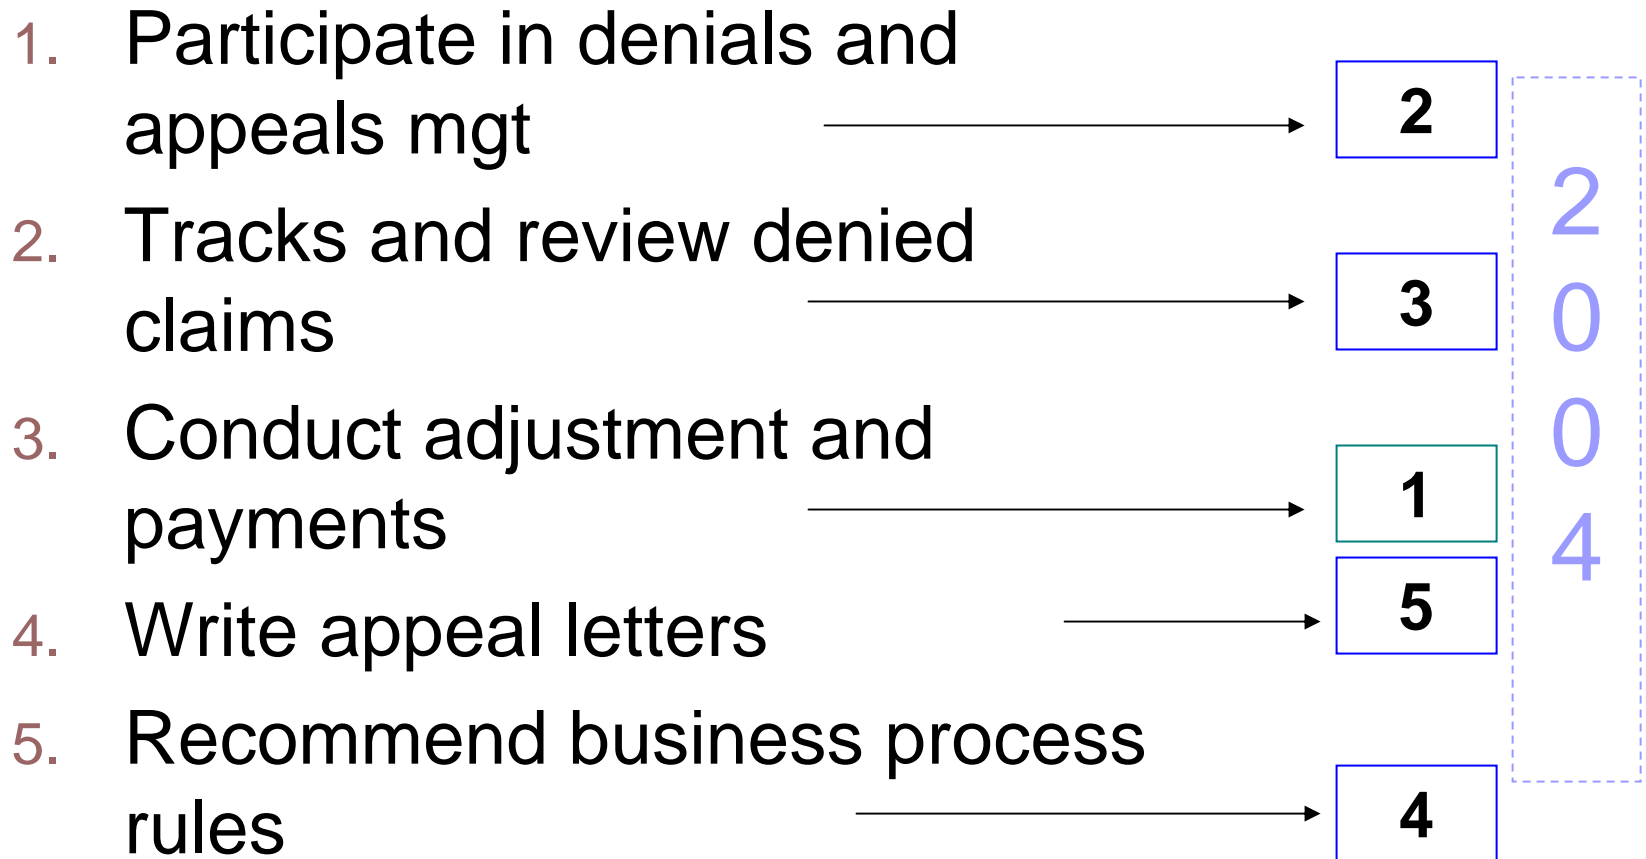 1. Participate in denials and
appeals mgt
2
2. Tracks and review denied
claims
3
3. Conduct adjustment and
payments
1
4. Write appeal letters
5
5. Recommend business process
rules
4
2
0
0
4